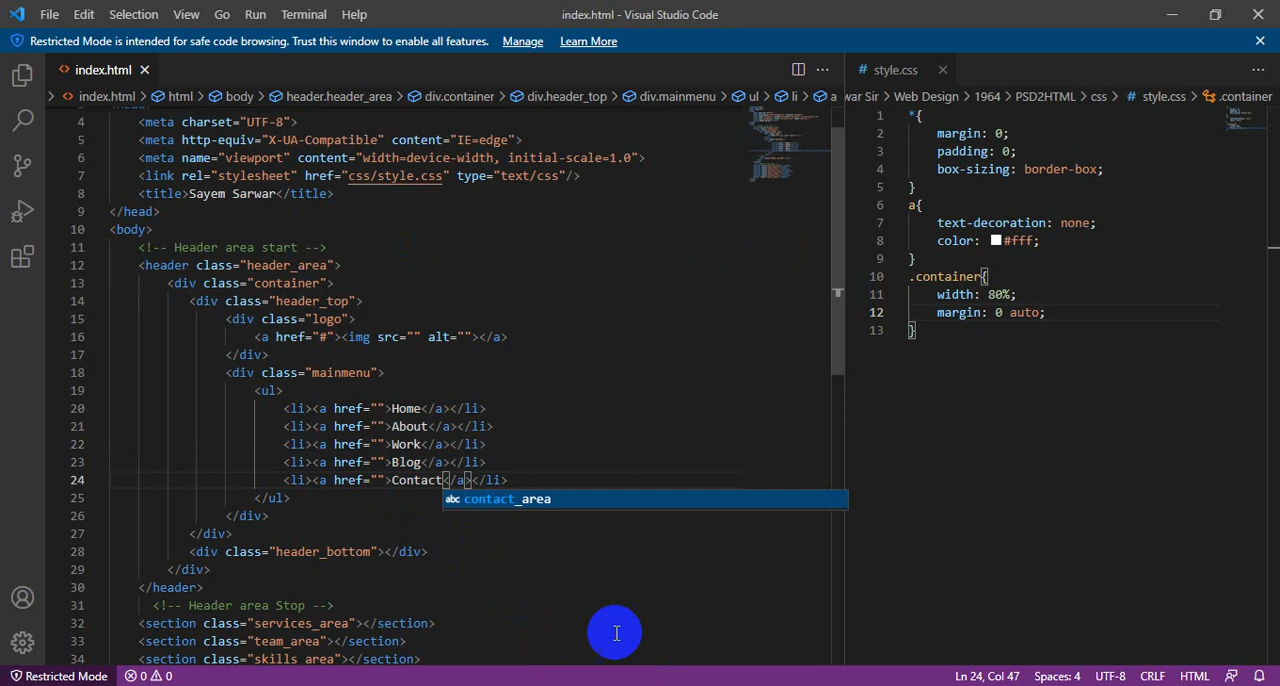 File Edit Selection View Go Run Terminal Help index.html - Visual Studio Code
Restricted Mode is intended for safe code browsing. Trust this window to enable all features. Manage Learn More
index.html
index.html > html > body > header.header_area > div.container > div.header_top > div.mainmenu > ul > li > a
4 <meta charset="UTF-8">
5 <meta http-equiv="X-UA-Compatible" content="IE=edge">
6 <meta name="viewport" content="width=device-width, initial-scale=1.0">
7 <link rel="stylesheet" href="css/style.css" type="text/css"/>
8 <title>Sayem Sarwar</title>
9 </head>
10 <body>
11 <!-- Header area start -->
12 <header class="header_area">
13 <div class="container">
14 <div class="header_top">
15 <div class="logo">
16 <a href="#"><img src="" alt=""></a>
17 </div>
18 <div class="mainmenu">
19 <ul>
20 <li><a href="">Home</a></li>
21 <li><a href="">About</a></li>
22 <li><a href="">Work</a></li>
23 <li><a href="">Blog</a></li>
24 <li><a href="">Contact</a></li>
abc contact_area
25 </ul>
26 </div>
27 </div>
28 <div class="header_bottom"></div>
29 </div>
30 </header>
31 <!-- Header area Stop -->
32 <section class="services_area"></section>
33 <section class="team_area"></section>
34 <section class="skills_area"></section>
# style.css
war Sir > Web Design > 1964 > PSD2HTML > css > # style.css > .container
1 *{
2 margin: 0;
3 padding: 0;
4 box-sizing: border-box;
5 }
6 a{
7 text-decoration: none;
8 color: #fff;
9 }
10 .container{
11 width: 80%;
12 margin: 0 auto;
13 }
Restricted Mode 0 0 Ln 24, Col 47 Spaces: 4 UTF-8 CRLF HTML